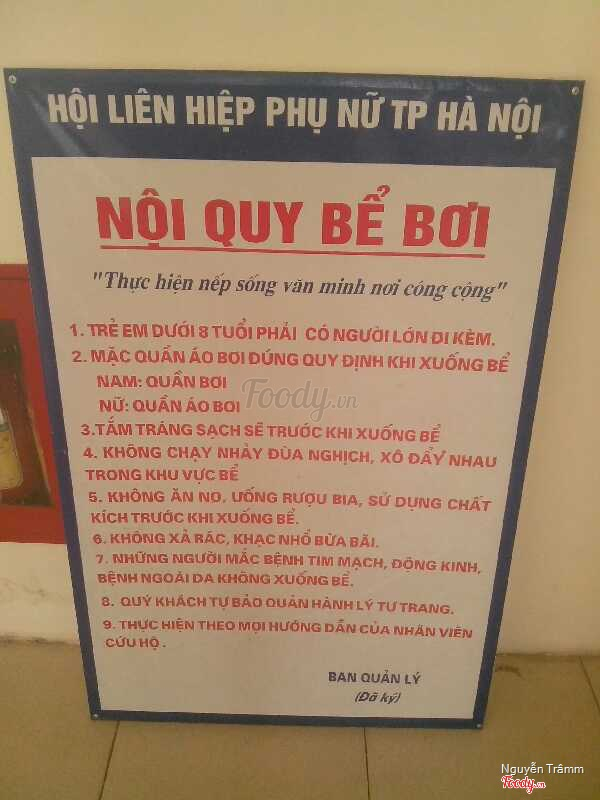 HỘI LIÊN HIỆP PHỤ NỮ TP HÀ NỘI
NỘI QUY BỂ BƠI
"Thực hiện nếp sống văn minh nơi công cộng"
1. TRẺ EM DƯỚI 8 TUỔI PHẢI CÓ NGƯỜI LỚN ĐI KÈM.
2. MẶC QUẦN ÁO BƠI ĐÚNG QUY ĐỊNH KHI XUỐNG BỂ
NAM: QUẦN BƠI
NỮ: QUẦN ÁO BƠI
Foody.vn
3.TẮM TRÁNG SẠCH SẼ TRƯỚC KHI XUỐNG BỂ
4. KHÔNG CHẠY NHẢY ĐÙA NGHỊCH, XÔ ĐẨY NHAU
TRONG KHU VỰC BỂ
5. KHÔNG ĂN NO, UỐNG RƯỢU BIA, SỬ DỤNG CHẤT
KÍCH TRƯỚC KHI XUỐNG BỂ.
6. KHÔNG XẢ RÁC, KHẠC NHỔ BỪA BÃI.
7. NHỮNG NGƯỜI MẮC BỆNH TIM MẠCH, ĐỘNG KINH,
BỆNH NGOÀI DA KHÔNG XUỐNG BỂ.
8. QUÝ KHÁCH TỰ BẢO QUẢN HÀNH LÝ TƯ TRANG.
9. THỰC HIỆN THEO MỌI HƯỚNG DẪN CỦA NHÂN VIÊN
CỨU HỘ.
BAN QUẢN LÝ
(Đã ký)
Nguyễn Trâmm
Foody.vn